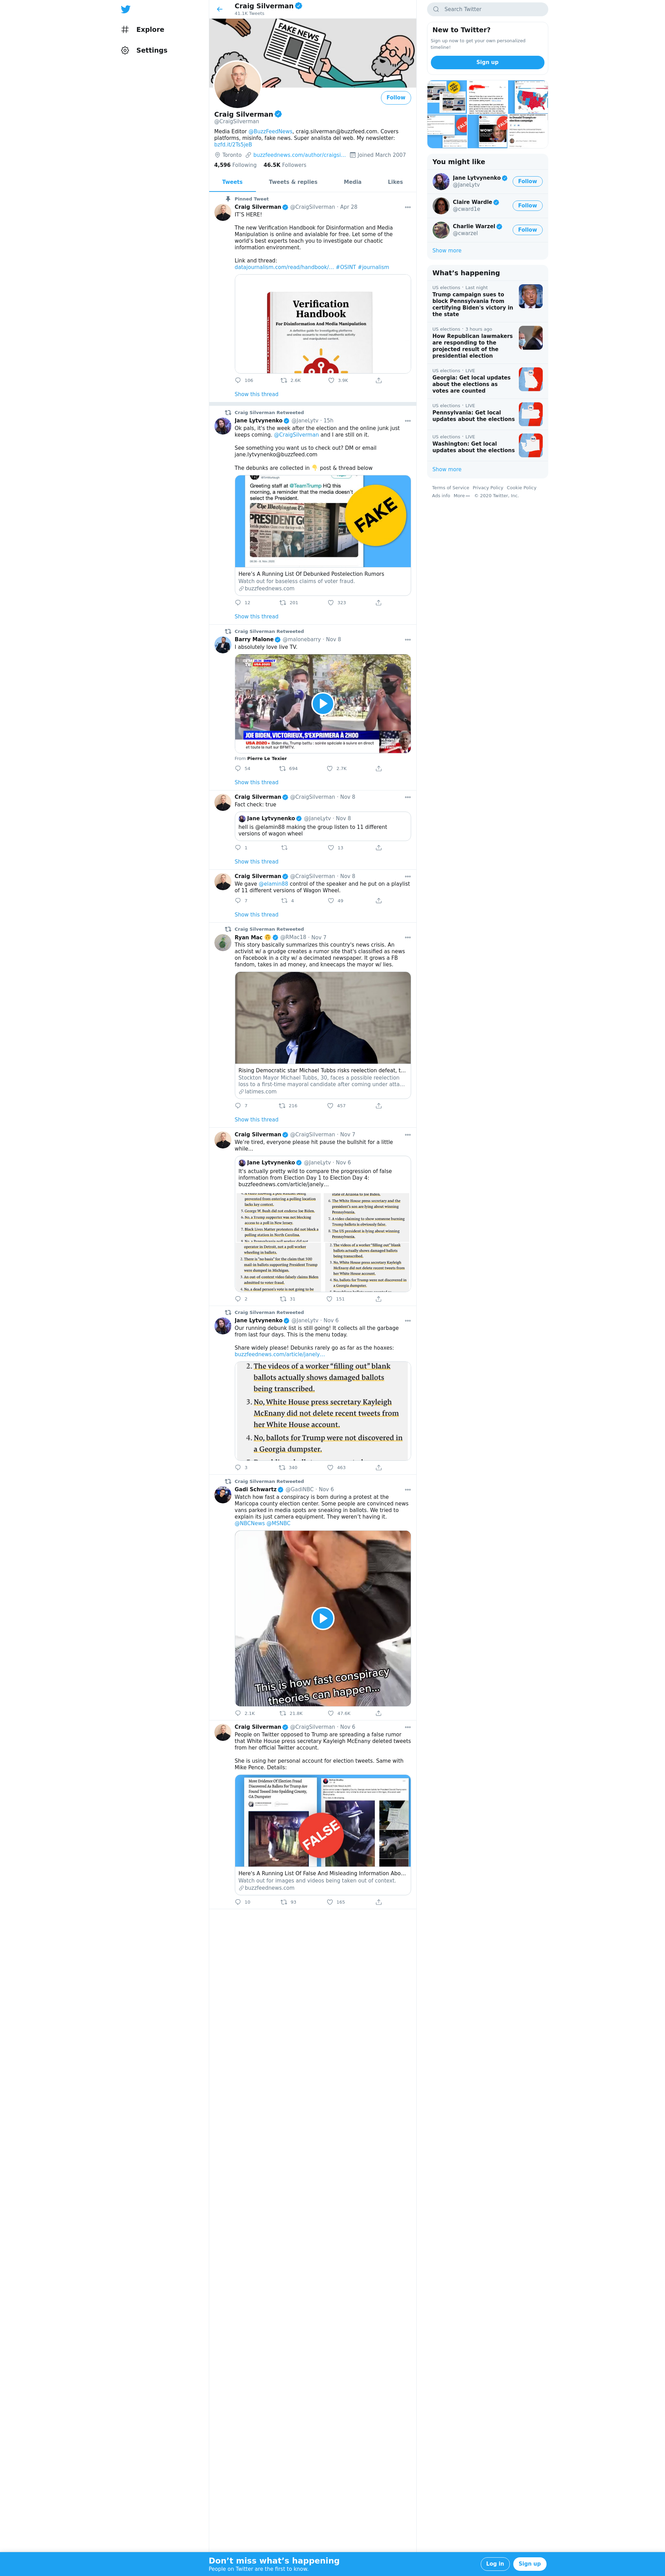 Explore
Settings
Craig Silverman
41.1K Tweets
FAKE NEWS
Follow
Craig Silverman
@CraigSilverman
Media Editor @BuzzFeedNews, craig.silverman@buzzfeed.com. Covers
platforms, misinfo, fake news. Super analista del web. My newsletter:
Toronto
buzzfeednews.com/author/craigsi…
Joined March 2007
4,596 Following 46.5K Followers
Tweets
Tweets & replies
Media
Likes
Pinned Tweet
Craig Silverman @CraigSilverman · Apr 28
IT'S HERE!
The new Verification Handbook for Disinformation and Media
Manipulation is online and avialable for free. Let some of the
world's best experts teach you to investigate our chaotic
information environment.
Link and thread:
datajournalism.com/read/handbook/… #OSINT #journalism
Verification
Handbook
For Disinformation And Media Manipulation
106 2.6K 3.9K
Show this thread
Craig Silverman Retweeted
Jane Lytvynenko @JaneLytv · 15h
Ok pals, it's the week after the election and the online junk just
keeps coming. @CraigSilverman and I are still on it.
See something you want us to check out? DM or email
jane.lytvynenko@buzzfeed.com
The debunks are collected in 👇 post & thread below
Greeting staff at @TeamTrump HQ this
morning, a reminder that the media doesn't
select the President.
FAKE
Here's A Running List Of Debunked Postelection Rumors
Watch out for baseless claims of voter fraud.
buzzfeednews.com
12 201 323
Show this thread
Craig Silverman Retweeted
Barry Malone @malonebarry · Nov 8
I absolutely love live TV.
JOE BIDEN, VICTORIEUX, S'EXPRIMERA À 2H00
From Pierre Le Texier
54 694 2.7K
Show this thread
Craig Silverman @CraigSilverman · Nov 8
Fact check: true
Jane Lytvynenko @JaneLytv · Nov 8
hell is @elamin88 making the group listen to 11 different
versions of wagon wheel
1 13
Show this thread
Craig Silverman @CraigSilverman · Nov 8
We gave @elamin88 control of the speaker and he put on a playlist
of 11 different versions of Wagon Wheel.
7 4 49
Show this thread
Craig Silverman Retweeted
Ryan Mac @RMac18 · Nov 7
This story basically summarizes this country's news crisis. An
activist w/ a grudge creates a rumor site that's classified as news
on Facebook in a city w/ a decimated newspaper. It grows a FB
fandom, takes in ad money, and kneecaps the mayor w/ lies.
Rising Democratic star Michael Tubbs risks reelection defeat, t…
Stockton Mayor Michael Tubbs, 30, faces a possible reelection
loss to a first-time mayoral candidate after coming under atta…
latimes.com
7 216 457
Show this thread
Craig Silverman @CraigSilverman · Nov 7
We're tired, everyone please hit pause the bullshit for a little
while…
Jane Lytvynenko @JaneLytv · Nov 6
It's actually pretty wild to compare the progression of false
information from Election Day 1 to Election Day 4:
buzzfeednews.com/article/janely…
2 31 151
Craig Silverman Retweeted
Jane Lytvynenko @JaneLytv · Nov 6
Our running debunk list is still going! It collects all the garbage
from last four days. This is the menu today.
Share widely please! Debunks rarely go as far as the hoaxes:
buzzfeednews.com/article/janely…
2. The videos of a worker "filling out" blank
ballots actually shows damaged ballots
being transcribed.
3. No, White House press secretary Kayleigh
McEnany did not delete recent tweets from
her White House account.
4. No, ballots for Trump were not discovered in
a Georgia dumpster.
3 340 463
Craig Silverman Retweeted
Gadi Schwartz @GadiNBC · Nov 6
Watch how fast a conspiracy is born during a protest at the
Maricopa county election center. Some people are convinced news
vans parked in media spots are sneaking in ballots. We tried to
explain its just camera equipment. They weren't having it.
@NBCNews @MSNBC
This is how fast conspiracy
theories can happen...
2.1K 21.8K 47.6K
Craig Silverman @CraigSilverman · Nov 6
People on Twitter opposed to Trump are spreading a false rumor
that White House press secretary Kayleigh McEnany deleted tweets
from her official Twitter account.
She is using her personal account for election tweets. Same with
Mike Pence. Details:
FALSE
Here's A Running List Of False And Misleading Information Abo…
Watch out for images and videos being taken out of context.
buzzfeednews.com
10 93 165
Search Twitter
New to Twitter?
Sign up now to get your own personalized
timeline!
Sign up
You might like
Jane Lytvynenko
@JaneLytv
Follow
Claire Wardle
@cward1e
Follow
Charlie Warzel
@cwarzel
Follow
Show more
What's happening
US elections · Last night
Trump campaign sues to
block Pennsylvania from
certifying Biden's victory in
the state
US elections · 3 hours ago
How Republican lawmakers
are responding to the
projected result of the
presidential election
US elections · LIVE
Georgia: Get local updates
about the elections as
votes are counted
US elections · LIVE
Pennsylvania: Get local
updates about the elections
US elections · LIVE
Washington: Get local
updates about the elections
Show more
Terms of Service Privacy Policy Cookie Policy
Ads info More © 2020 Twitter, Inc.
Don't miss what's happening
People on Twitter are the first to know.
Log in
Sign up